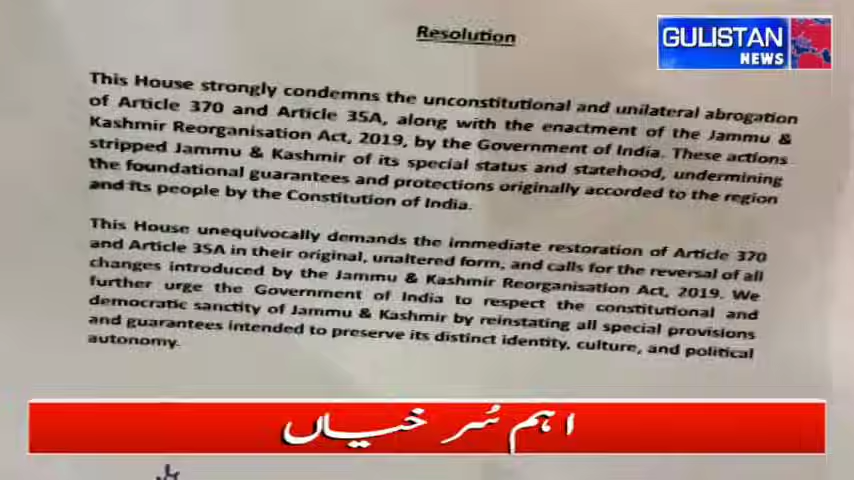 Resolution
GULISTAN
NEWS
This House strongly condemns the unconstitutional and unilateral abrogation
of Article 370 and Article 35A, along with the enactment of the Jammu &
Kashmir Reorganisation Act, 2019, by the Government of India. These actions
stripped Jammu & Kashmir of its special status and statehood, undermining
the foundational guarantees and protections originally accorded to the region
and its people by the Constitution of India.
This House unequivocally demands the immediate restoration of Article 370
and Article 35A in their original, unaltered form, and calls for the reversal of all
changes introduced by the Jammu & Kashmir Reorganisation Act, 2019. We
further urge the Government of India to respect the constitutional and
democratic sanctity of Jammu & Kashmir by reinstating all special provisions
and guarantees intended to preserve its distinct identity, culture, and political
autonomy.
اہم سُرخیاں